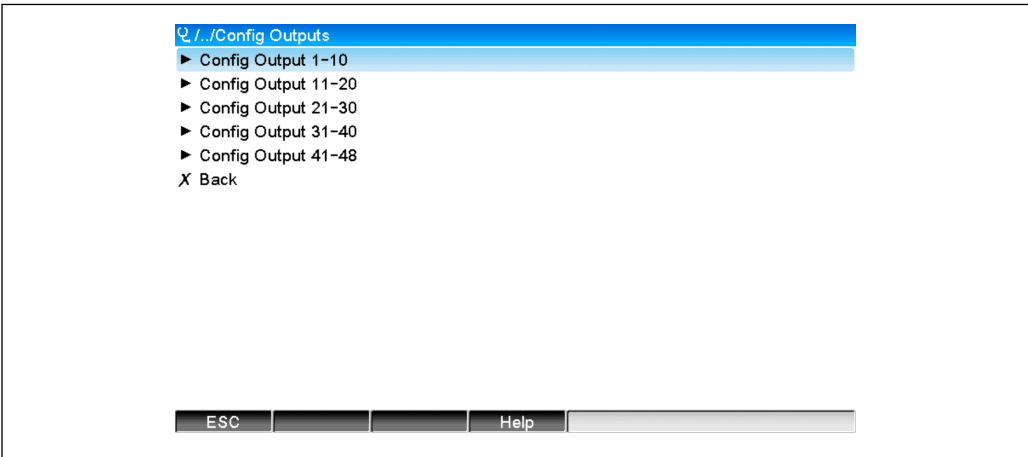 /../Config Outputs
► Config Output 1-10
► Config Output 11-20
► Config Output 21-30
► Config Output 31-40
► Config Output 41-48
X Back
ESC Help